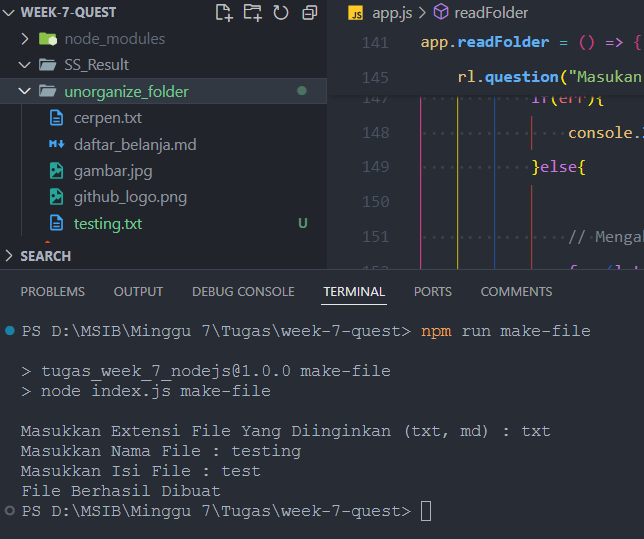 WEEK-7-QUEST
node_modules
SS_Result
unorganize_folder
cerpen.txt
daftar_belanja.md
gambar.jpg
github_logo.png
testing.txt U
SEARCH
JS app.js > readFolder
141 app.readFolder = () => {
145 rl.question("Masukan
147 if(err){
148 console.
149 }else{
150
151 // Mengal
PROBLEMS OUTPUT DEBUG CONSOLE TERMINAL PORTS COMMENTS
PS D:\MSIB\Minggu 7\Tugas\week-7-quest> npm run make-file
> tugas_week_7_nodejs@1.0.0 make-file
> node index.js make-file
Masukkan Extensi File Yang Diinginkan (txt, md) : txt
Masukkan Nama File : testing
Masukkan Isi File : test
File Berhasil Dibuat
PS D:\MSIB\Minggu 7\Tugas\week-7-quest>